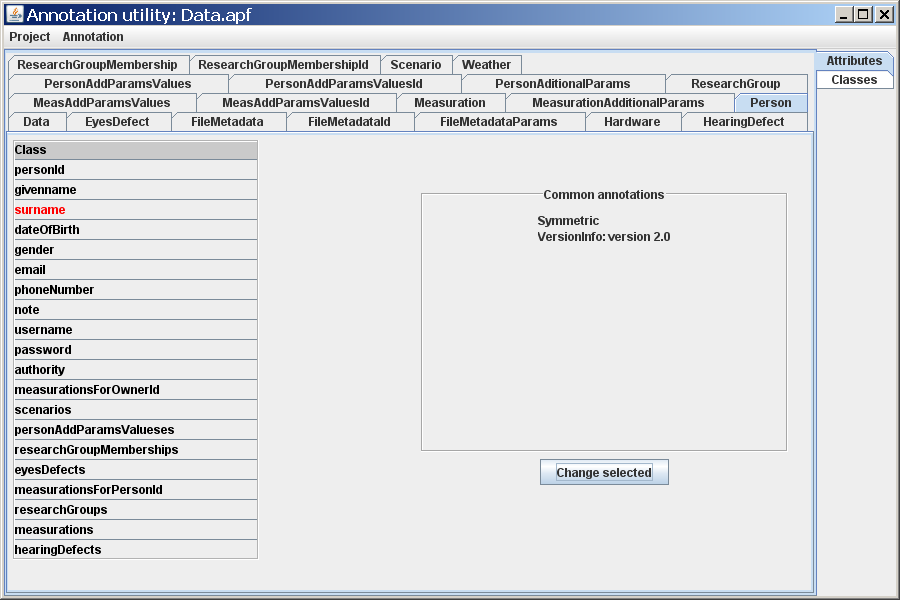 Annotation utility: Data.apf
Project Annotation
ResearchGroupMembership ResearchGroupMembershipId Scenario Weather
PersonAddParamsValues PersonAddParamsValuesId PersonAditionalParams ResearchGroup
MeasAddParamsValues MeasAddParamsValuesId Measuration MeasurationAdditionalParams Person
Data EyesDefect FileMetadata FileMetadataId FileMetadataParams Hardware HearingDefect
Attributes
Classes
Class
personId
givenname
surname
dateOfBirth
gender
email
phoneNumber
note
username
password
authority
measurationsForOwnerId
scenarios
personAddParamsValueses
researchGroupMemberships
eyesDefects
measurationsForPersonId
researchGroups
measurations
hearingDefects
Common annotations
Symmetric
VersionInfo: version 2.0
Change selected